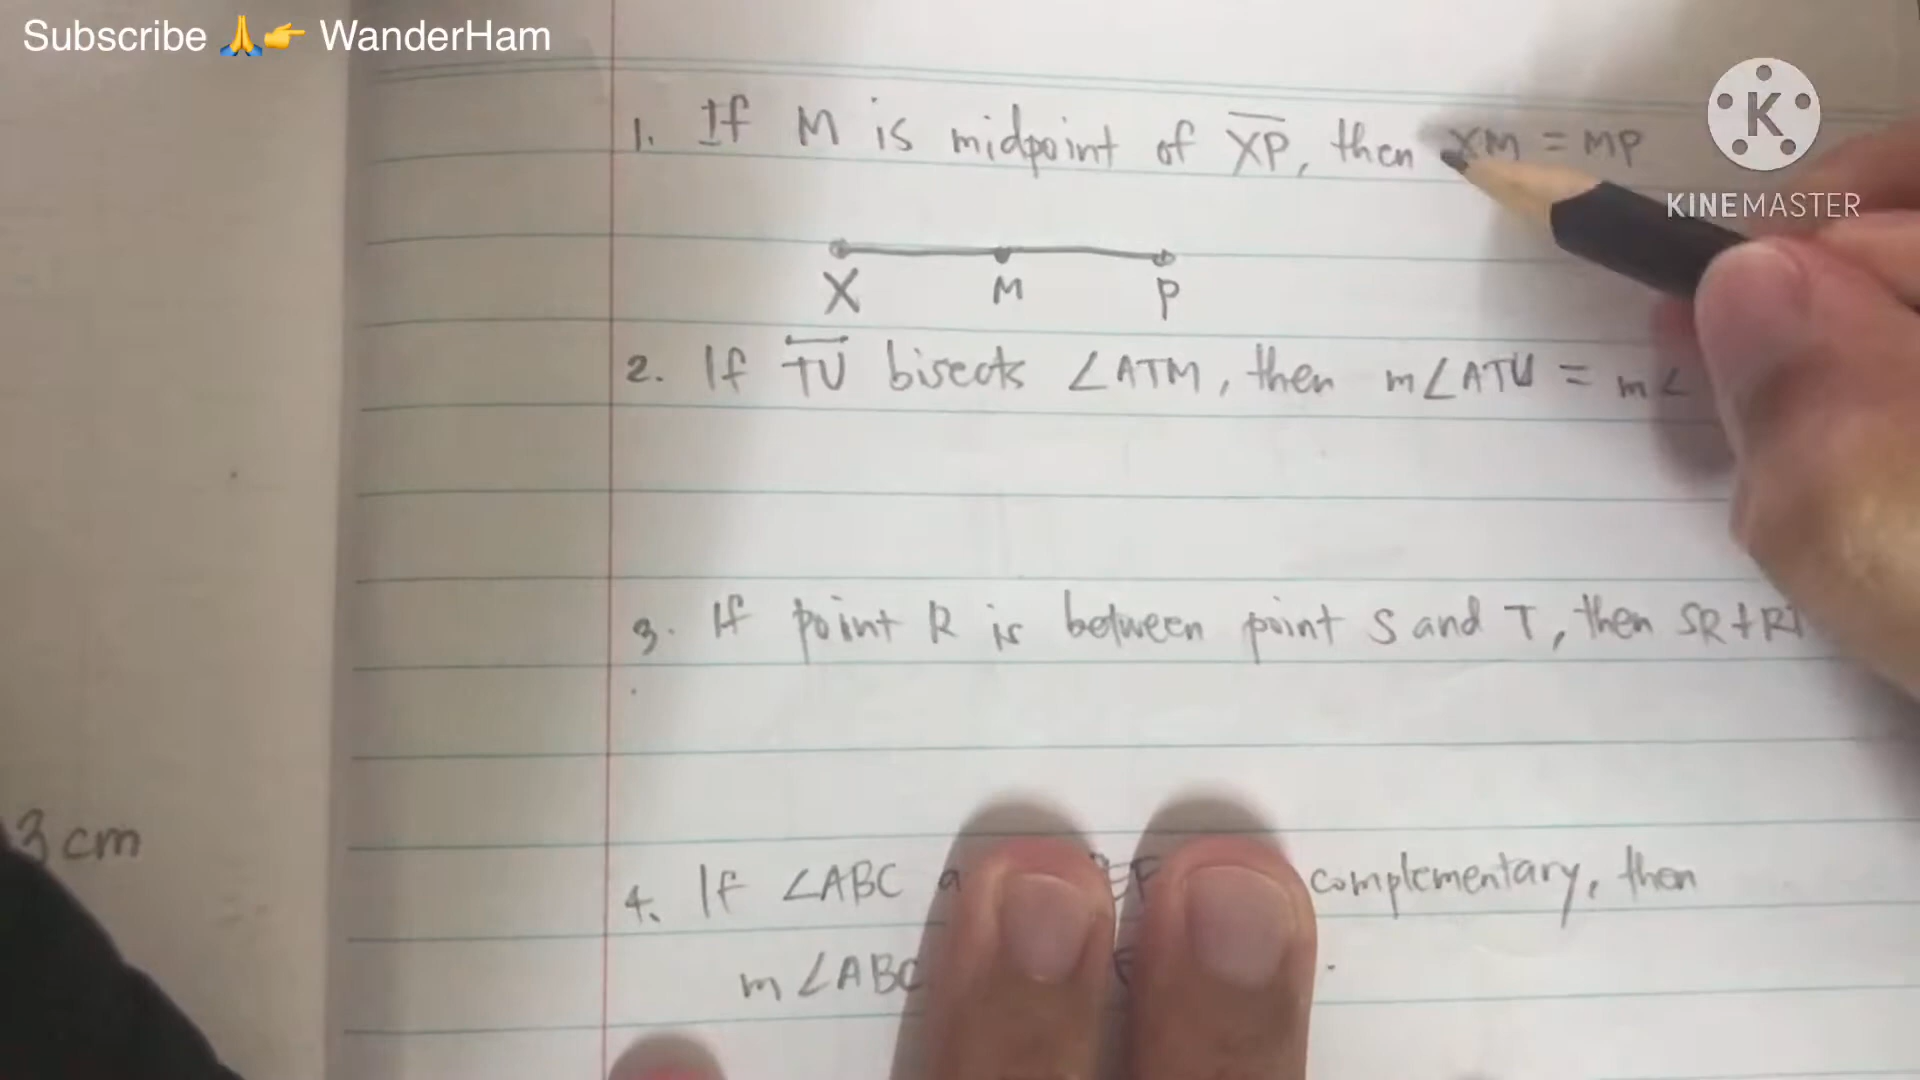 Subscribe 🙏👉 WanderHam
K
KINEMASTER
1. If M is midpoint of XP, then XM = MP
X M P
2. If TU bisects ∠ATM, then m∠ATU = m∠
3. If point R is between point S and T, then SR+RT
3 cm
4. If ∠ABC complementary, then
m∠ABC